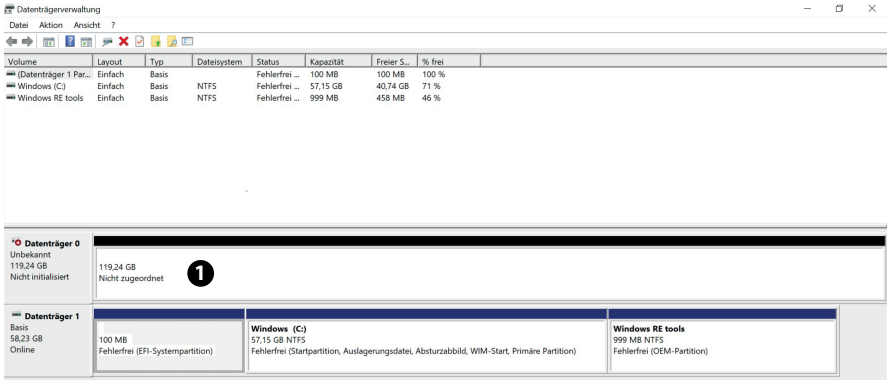 Datenträgerverwaltung
Datei Aktion Ansicht ?
Volume Layout Typ Dateisystem Status Kapazität Freier S... % frei
(Datenträger 1 Par... Einfach Basis Fehlerfrei ... 100 MB 100 MB 100 %
Windows (C:) Einfach Basis NTFS Fehlerfrei ... 57,15 GB 40,74 GB 71 %
Windows RE tools Einfach Basis NTFS Fehlerfrei ... 999 MB 458 MB 46 %
Datenträger 0
Unbekannt
119,24 GB
Nicht initialisiert
119,24 GB
Nicht zugeordnet
1
Datenträger 1
Basis
58,23 GB
Online
100 MB
Fehlerfrei (EFI-Systempartition)
Windows (C:)
57,15 GB NTFS
Fehlerfrei (Startpartition, Auslagerungsdatei, Absturzabbild, WIM-Start, Primäre Partition)
Windows RE tools
999 MB NTFS
Fehlerfrei (OEM-Partition)